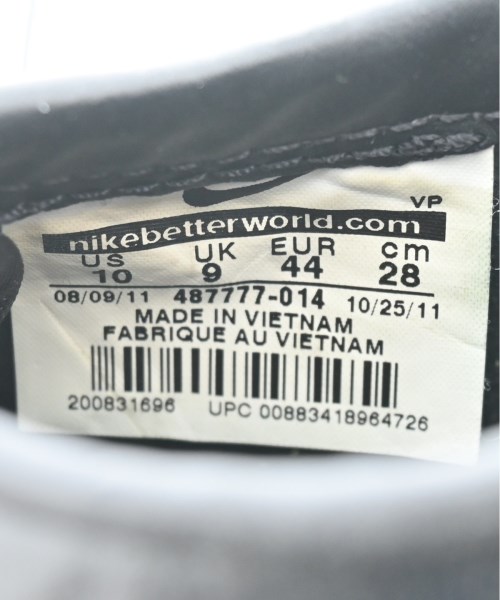 VP
nikebetterworld.com
US UK EUR cm
10 9 44 28
08/09/11 487777-014 10/25/11
MADE IN VIETNAM
FABRIQUE AU VIETNAM
200831696 UPC 00883418964726